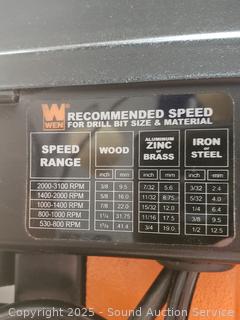 W
WEN
RECOMMENDED SPEED
FOR DRILL BIT SIZE & MATERIAL
SPEED RANGE WOOD ALUMINUM ZINC or BRASS IRON or STEEL
inch mm inch mm inch mm
2000-3100 RPM 3/8 9.5 7/32 5.6 3/32 2.4
1400-2000 RPM 5/8 16.0 11/32 8.75 5/32 4.0
1000-1400 RPM 7/8 22.0 15/32 12.0 1/4 6.4
800-1000 RPM 1¼ 31.75 11/16 17.5 3/8 9.5
530-800 RPM 1⅝ 41.4 3/4 19.0 1/2 12.5
Copyright 2025 - Sound Auction Service